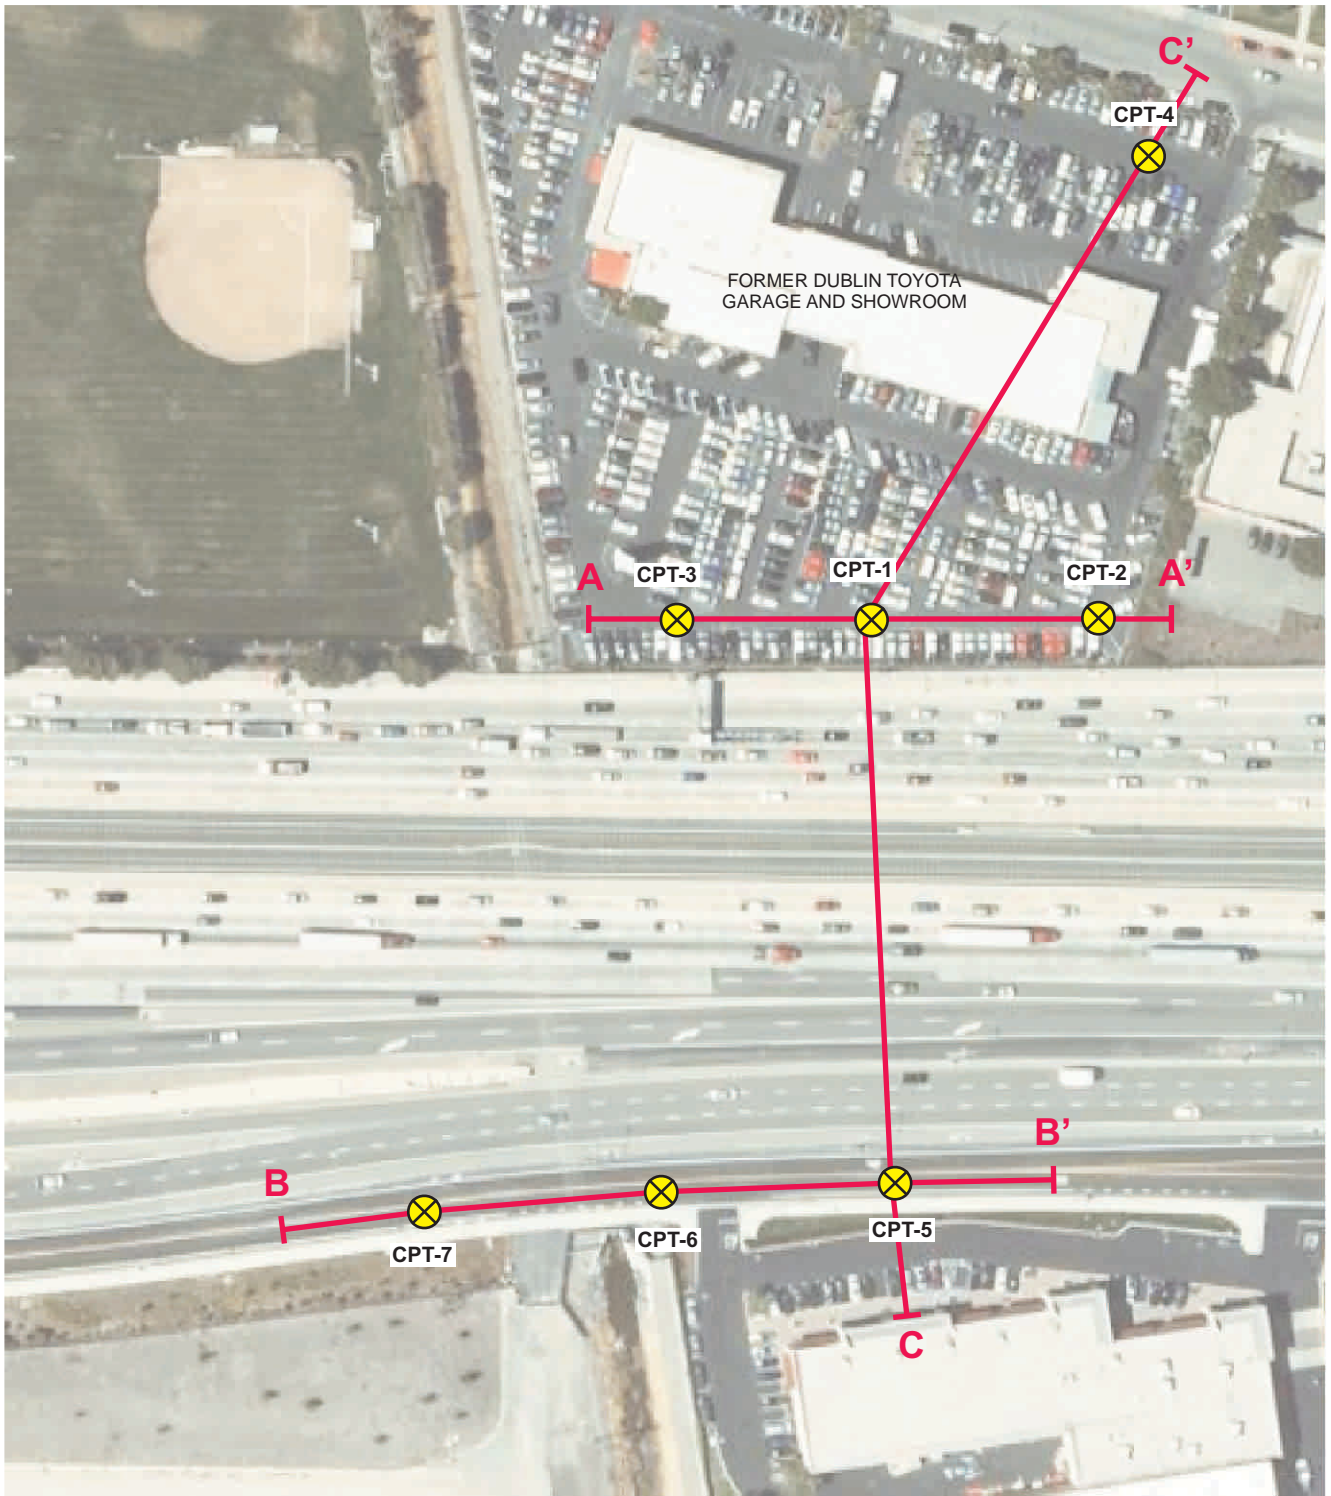 C’
CPT-4
FORMER DUBLIN TOYOTA
GARAGE AND SHOWROOM
A
CPT-3
CPT-1
CPT-2
A’
B
B’
CPT-7
CPT-6
CPT-5
C